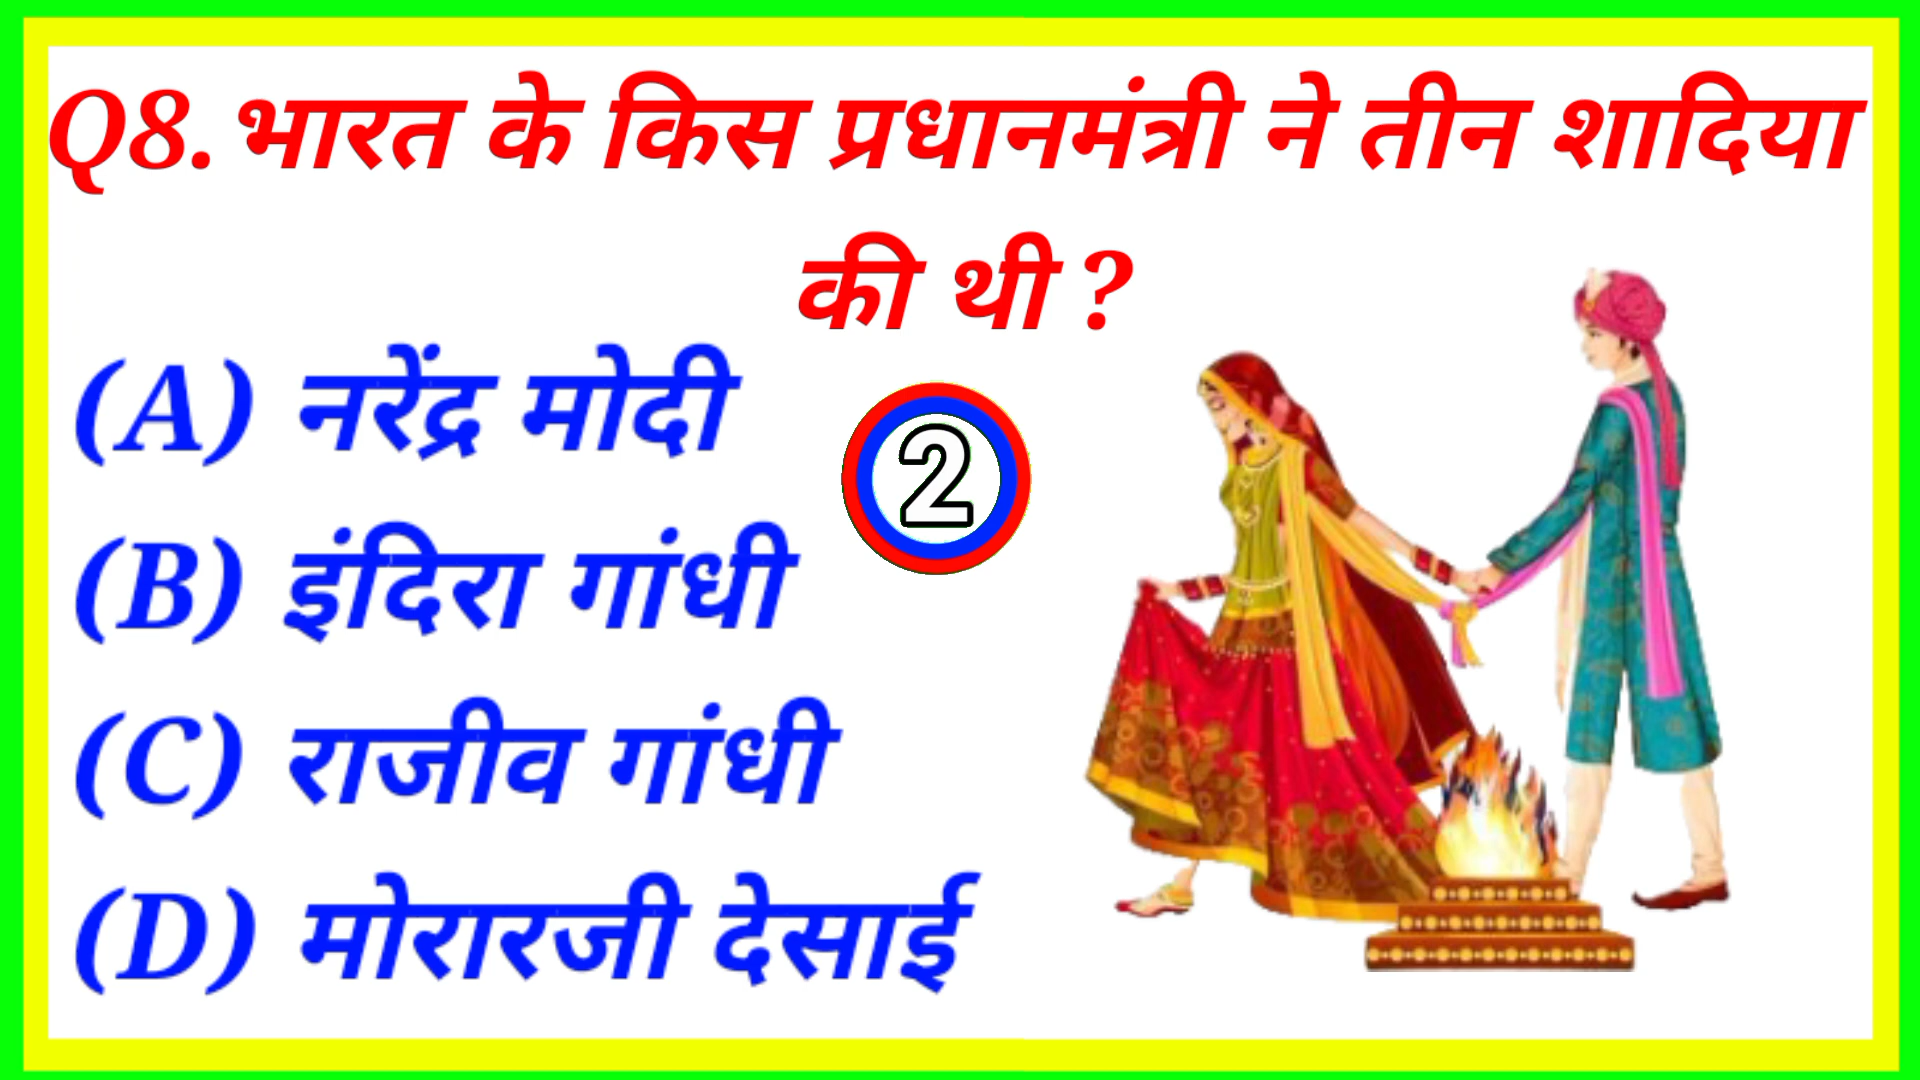 Q8. भारत के किस प्रधानमंत्री ने तीन शादिया
की थी ?
(A) नरेंद्र मोदी
2
(B) इंदिरा गांधी
(C) राजीव गांधी
(D) मोरारजी देसाई